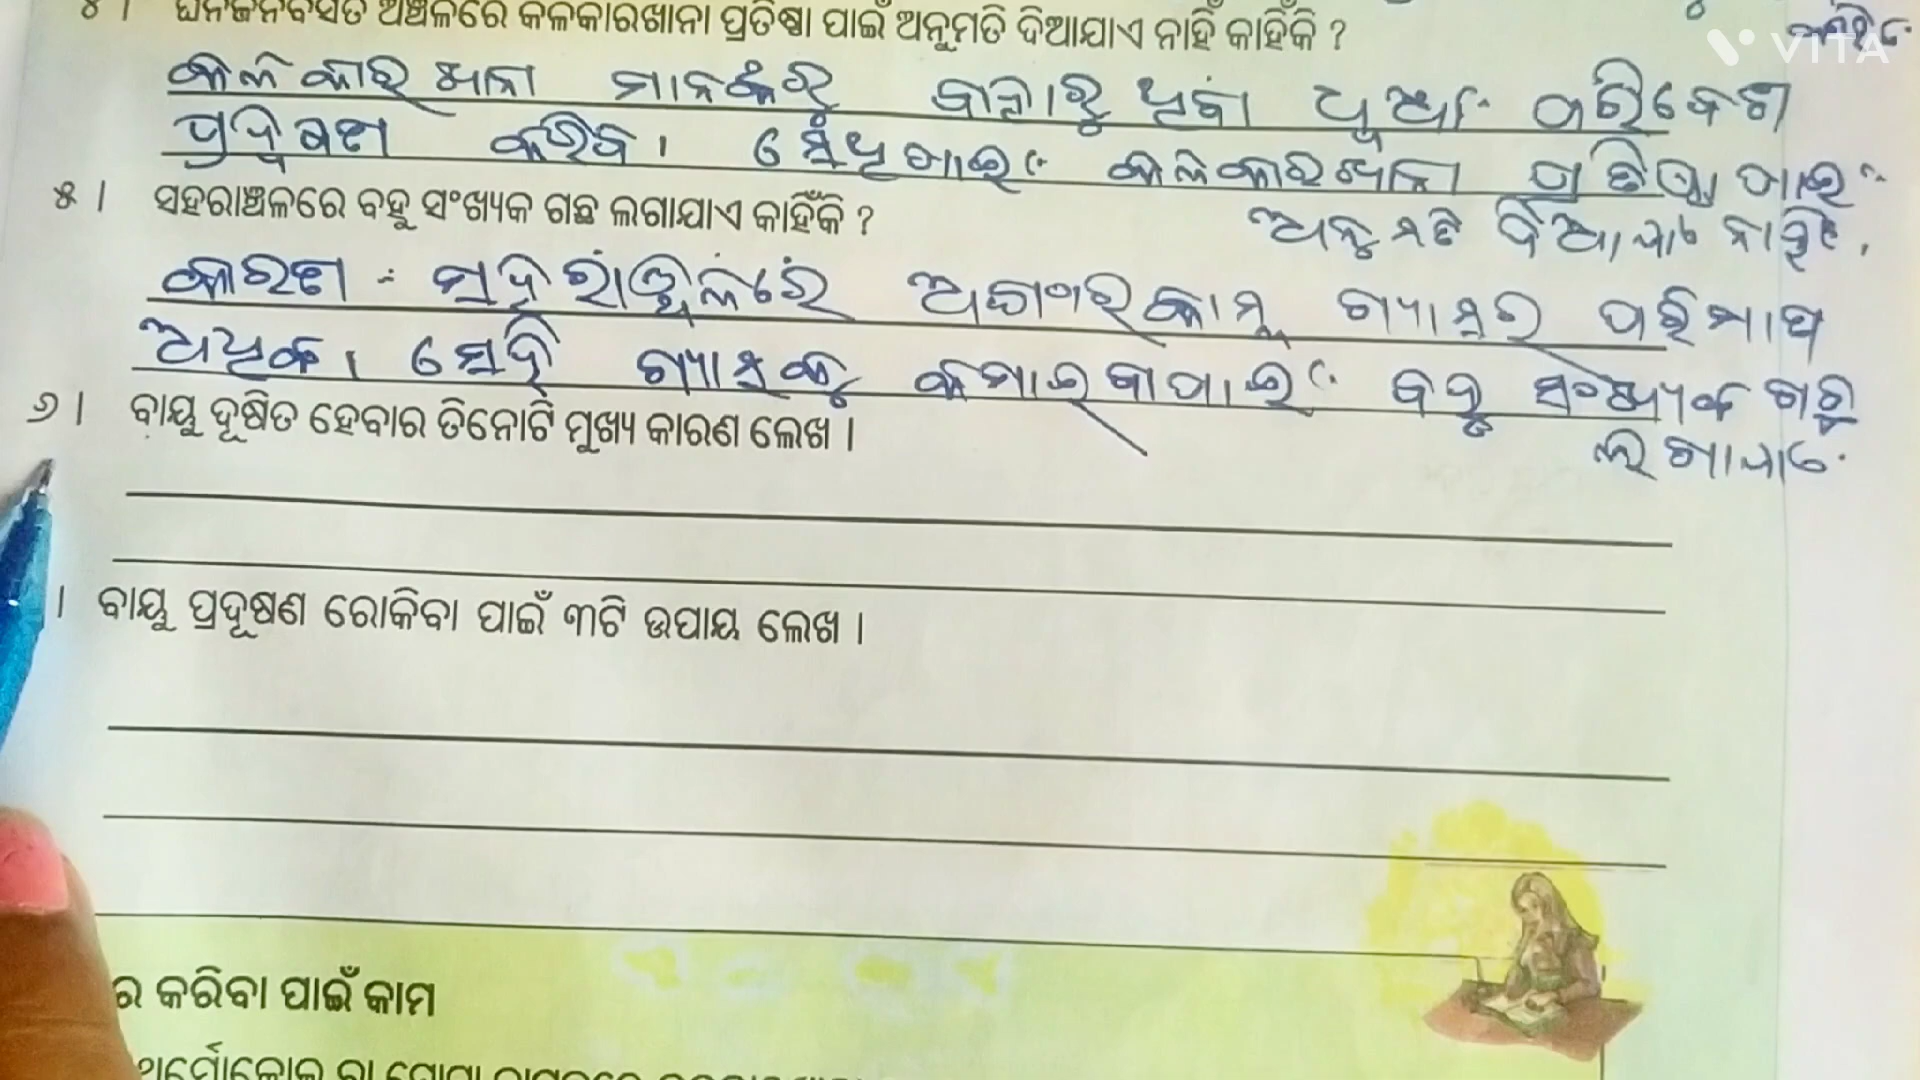 ୪ । ଘନଜନବସତି ଅଞ୍ଚଳରେ କଳକାରଖାନା ପ୍ରତିଷ୍ଠା ପାଇଁ ଅନୁମତି ଦିଆଯାଏ ନାହିଁ କାହିଁକି ?
VITA
କଳକାରଖାନା ମାନଙ୍କରୁ ବାହାରୁଥିବା ଧୂଆଁ ପରିବେଶ
ପ୍ରଦୂଷଣ କରିବ । ସେଥିପାଇଁ କଳକାରଖାନା ପ୍ରତିଷ୍ଠା ପାଇଁ
ଅନୁମତି ଦିଆଯାଏ ନାହିଁ ।
୫ । ସହରାଞ୍ଚଳରେ ବହୁ ସଂଖ୍ୟକ ଗଛ ଲଗାଯାଏ କାହିଁକି ?
କାରଣ - ସହରାଞ୍ଚଳରେ ଅଙ୍ଗାରକାମ୍ଳ ଗ୍ୟାସର ପରିମାଣ
ଅଧିକ । ସେହି ଗ୍ୟାସକୁ କମାଇବାପାଇଁ ବହୁ ସଂଖ୍ୟକ ଗଛ
ଲଗାଯାଏ
୬ । ବାୟୁ ଦୂଷିତ ହେବାର ତିନୋଟି ମୁଖ୍ୟ କାରଣ ଲେଖ ।
। ବାୟୁ ପ୍ରଦୂଷଣ ରୋକିବା ପାଇଁ ୩ଟି ଉପାୟ ଲେଖ ।
ର କରିବା ପାଇଁ କାମ
ଥର୍ମୋକୋଲ ବା